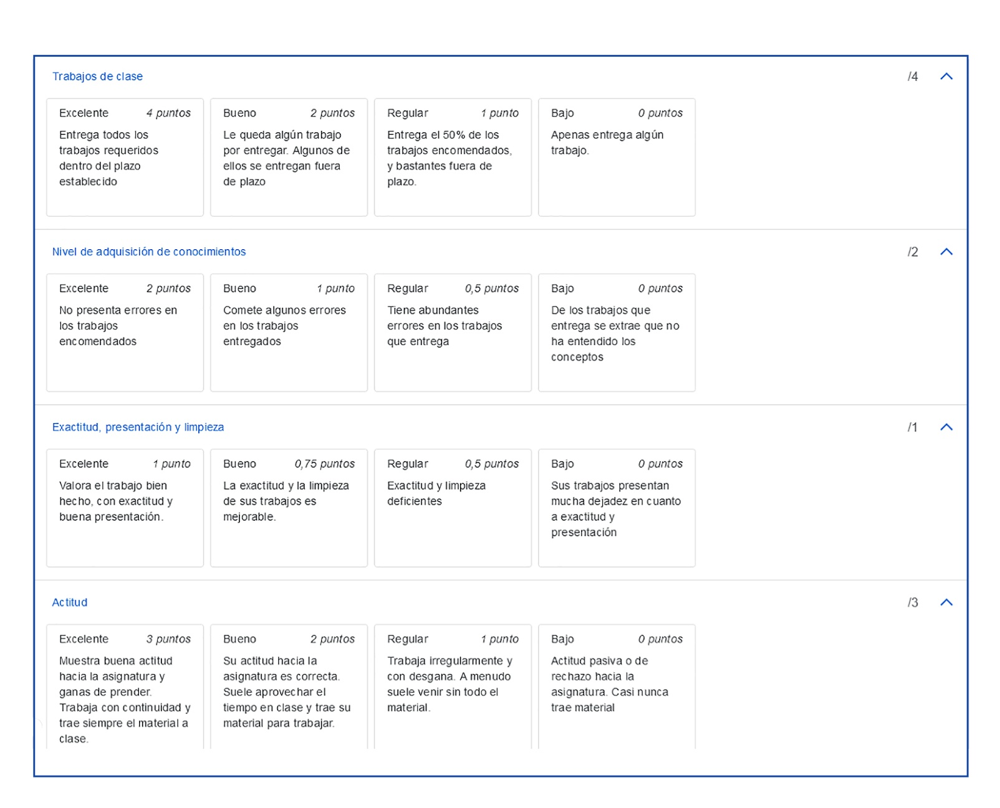 Trabajos de clase /4
Excelente 4 puntos
Entrega todos los
trabajos requeridos
dentro del plazo
establecido
Bueno 2 puntos
Le queda algún trabajo
por entregar. Algunos de
ellos se entregan fuera
de plazo
Regular 1 punto
Entrega el 50% de los
trabajos encomendados,
y bastantes fuera de
plazo.
Bajo 0 puntos
Apenas entrega algún
trabajo.
Nivel de adquisición de conocimientos /2
Excelente 2 puntos
No presenta errores en
los trabajos
encomendados
Bueno 1 punto
Comete algunos errores
en los trabajos
entregados
Regular 0,5 puntos
Tiene abundantes
errores en los trabajos
que entrega
Bajo 0 puntos
De los trabajos que
entrega se extrae que no
ha entendido los
conceptos
Exactitud, presentación y limpieza /1
Excelente 1 punto
Valora el trabajo bien
hecho, con exactitud y
buena presentación.
Bueno 0,75 puntos
La exactitud y la limpieza
de sus trabajos es
mejorable.
Regular 0,5 puntos
Exactitud y limpieza
deficientes
Bajo 0 puntos
Sus trabajos presentan
mucha dejadez en cuanto
a exactitud y
presentación
Actitud /3
Excelente 3 puntos
Muestra buena actitud
hacia la asignatura y
ganas de prender.
Trabaja con continuidad y
trae siempre el material a
clase.
Bueno 2 puntos
Su actitud hacia la
asignatura es correcta.
Suele aprovechar el
tiempo en clase y trae su
material para trabajar.
Regular 1 punto
Trabaja irregularmente y
con desgana. A menudo
suele venir sin todo el
material.
Bajo 0 puntos
Actitud pasiva o de
rechazo hacia la
asignatura. Casi nunca
trae material